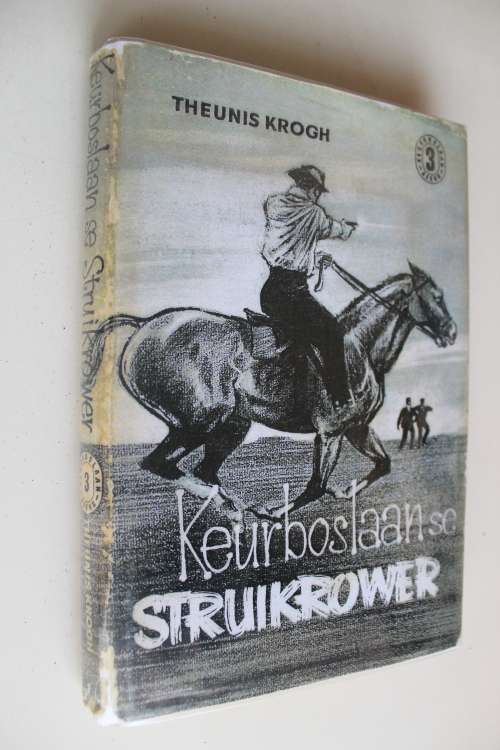 THEUNIS KROGH
3
Keurboslaan se
STRUIKROWER
Keurboslaan se Struikrower
3